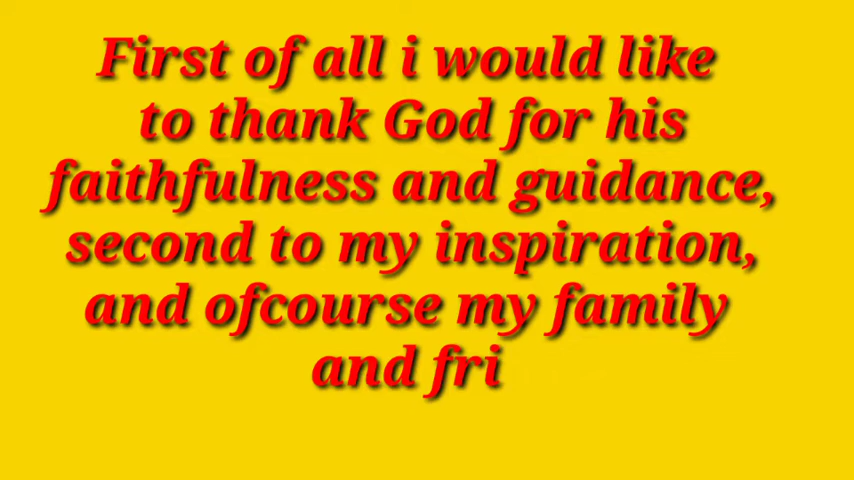 First of all i would like
to thank God for his
faithfulness and guidance,
second to my inspiration,
and ofcourse my family
and fri